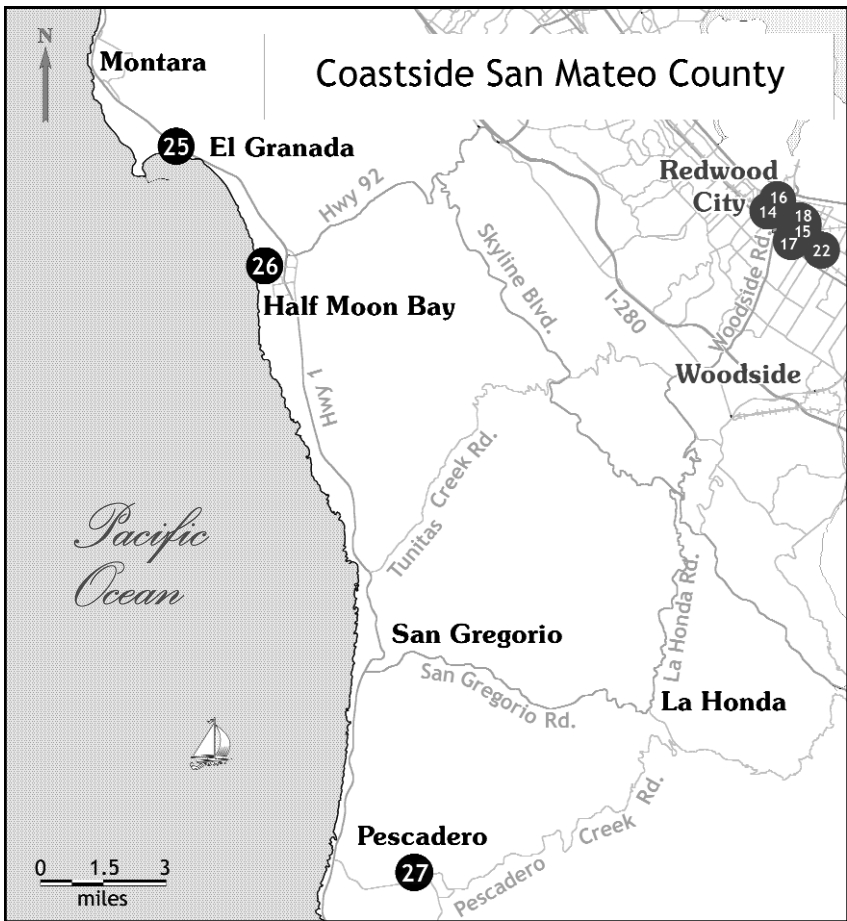 N
Montara
Coastside San Mateo County
25
El Granada
Redwood
City
16
14
18
15
17
22
Hwy 92
Skyline Blvd.
I-280
Woodside Rd.
26
Half Moon Bay
Hwy 1
Woodside
Tunitas Creek Rd.
Pacific
Ocean
San Gregorio
La Honda Rd.
San Gregorio Rd.
La Honda
Pescadero
27
Pescadero Creek Rd.
0 1.5 3
miles